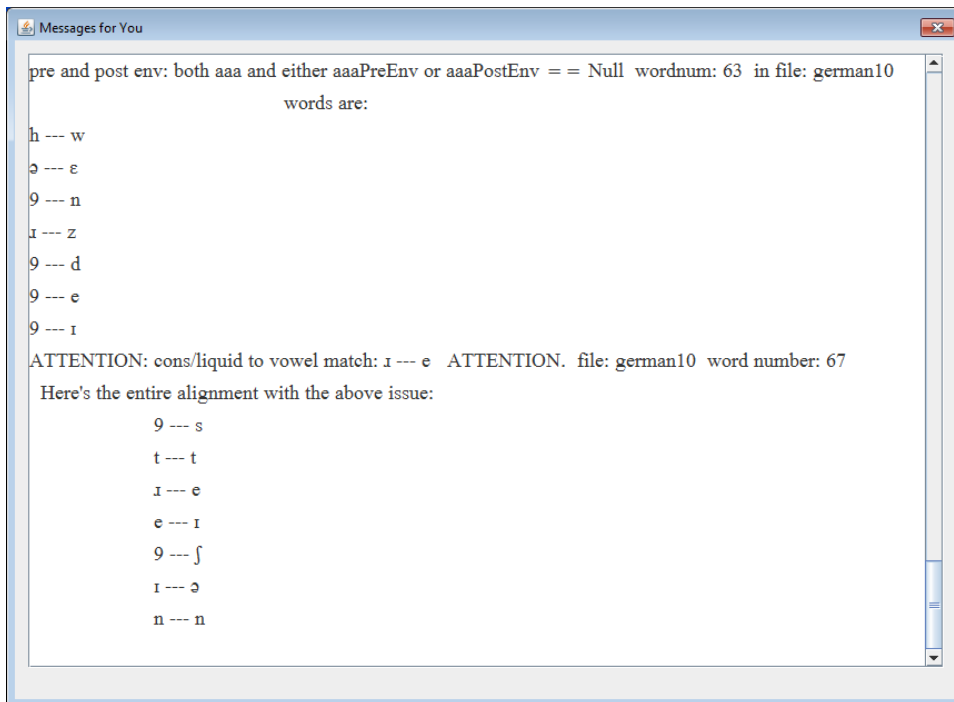 Messages for You
pre and post env: both aaa and either aaaPreEnv or aaaPostEnv = = Null wordnum: 63 in file: german10
words are:
h --- w
ə --- ɛ
9 --- n
ɹ --- z
9 --- d
9 --- e
9 --- ɪ
ATTENTION: cons/liquid to vowel match: ɹ --- e ATTENTION. file: german10 word number: 67
Here's the entire alignment with the above issue:
9 --- s
t --- t
ɹ --- e
e --- ɪ
9 --- ʃ
ɪ --- ə
n --- n